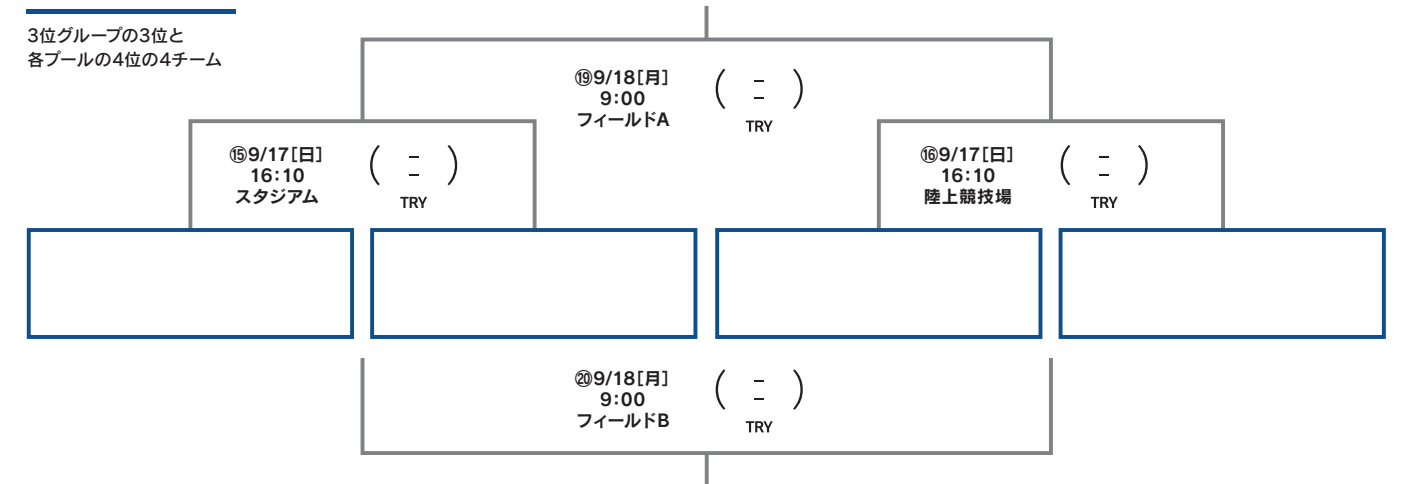 3位グループの3位と
各プールの4位の4チーム
⑲9/18[月]
9:00
フィールドA
( – – )
TRY
⑮9/17[日]
16:10
スタジアム
( – – )
TRY
⑯9/17[日]
16:10
陸上競技場
( – – )
TRY
⑳9/18[月]
9:00
フィールドB
( – – )
TRY